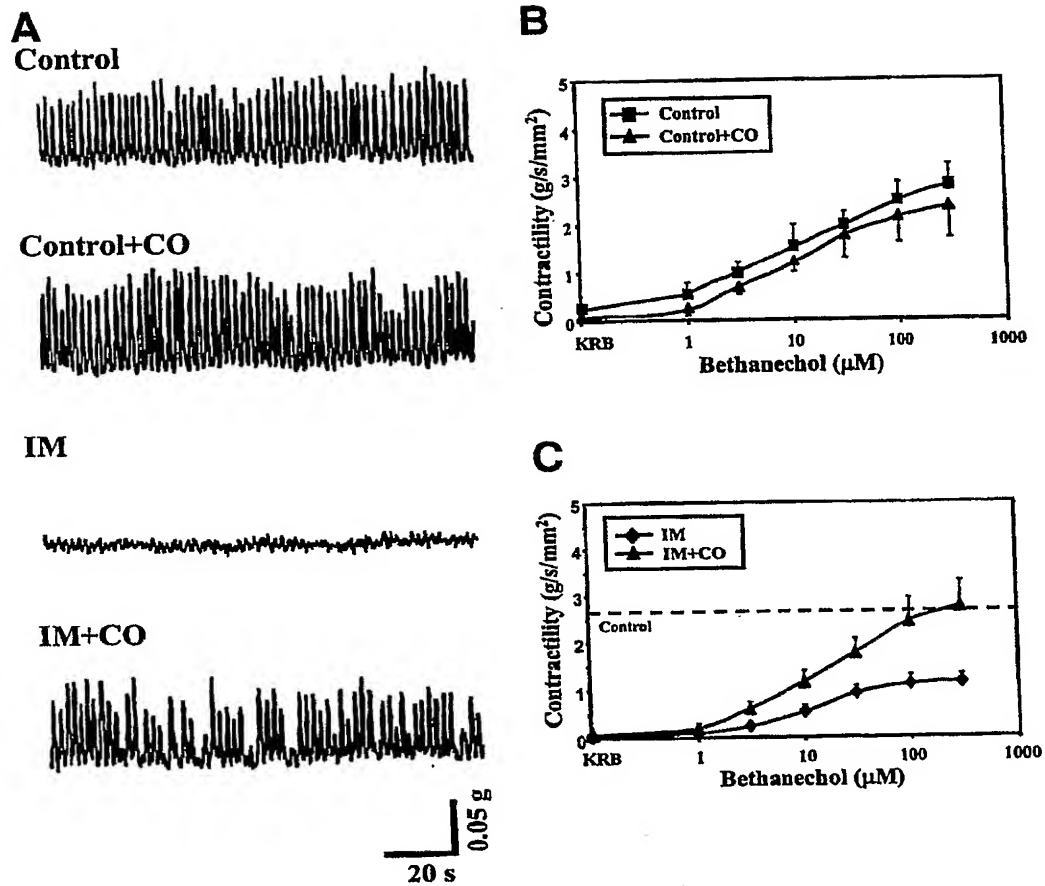 A
Control
Control+CO
IM
IM+CO
0.05 g
20 s
B
Contractility (g/s/mm²)
5
4
3
2
1
0
Control
Control+CO
KRB
1
10
100
1000
Bethanechol (µM)
C
Contractility (g/s/mm²)
5
4
3
2
1
0
IM
IM+CO
Control
KRB
1
10
100
1000
Bethanechol (µM)